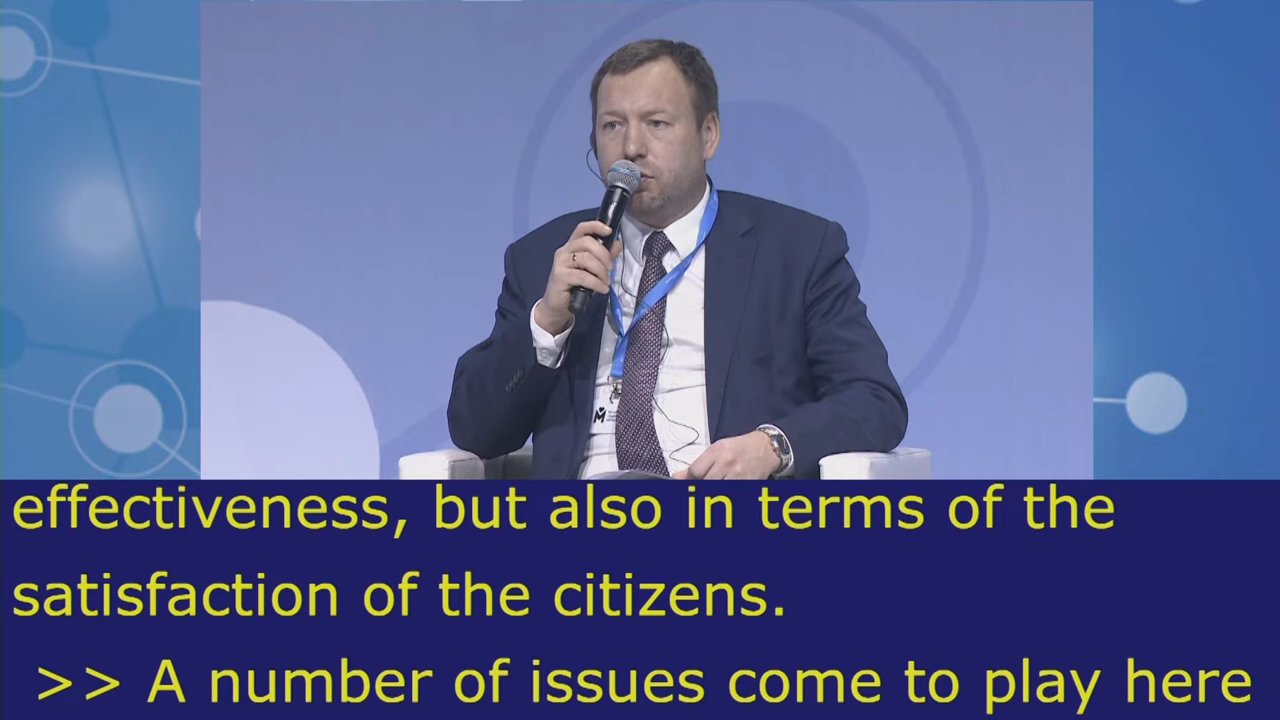 effectiveness, but also in terms of the
satisfaction of the citizens.
>> A number of issues come to play here